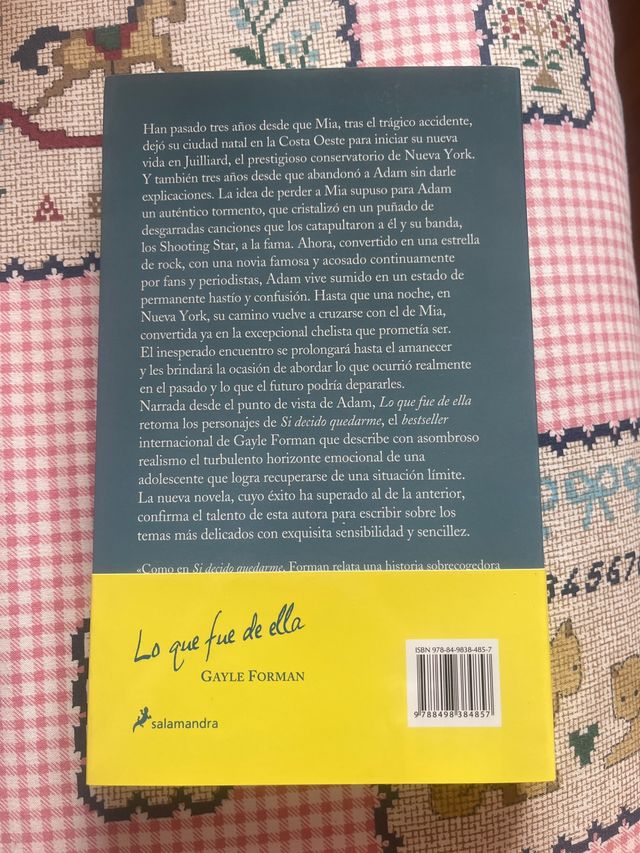 Han pasado tres años desde que Mia, tras el trágico accidente,
dejó su ciudad natal en la Costa Oeste para iniciar su nueva
vida en Juilliard, el prestigioso conservatorio de Nueva York.
Y también tres años desde que abandonó a Adam sin darle
explicaciones. La idea de perder a Mia supuso para Adam
un auténtico tormento, que cristalizó en un puñado de
desgarradas canciones que los catapultaron a él y su banda,
los Shooting Star, a la fama. Ahora, convertido en una estrella
de rock, con una novia famosa y acosado continuamente
por fans y periodistas, Adam vive sumido en un estado de
permanente hastío y confusión. Hasta que una noche, en
Nueva York, su camino vuelve a cruzarse con el de Mia,
convertida ya en la excepcional chelista que prometía ser.
El inesperado encuentro se prolongará hasta el amanecer
y les brindará la ocasión de abordar lo que ocurrió realmente
en el pasado y lo que el futuro podría depararles.
Narrada desde el punto de vista de Adam, Lo que fue de ella
retoma los personajes de Si decido quedarme, el bestseller
internacional de Gayle Forman que describe con asombroso
realismo el turbulento horizonte emocional de una
adolescente que logra recuperarse de una situación límite.
La nueva novela, cuyo éxito ha superado al de la anterior,
confirma el talento de esta autora para escribir sobre los
temas más delicados con exquisita sensibilidad y sencillez.
«Como en Si decido quedarme, Forman relata una historia sobrecogedora
Lo que fue de ella
GAYLE FORMAN
salamandra
ISBN 978-84-9838-485-7
9 788498 384857
34567